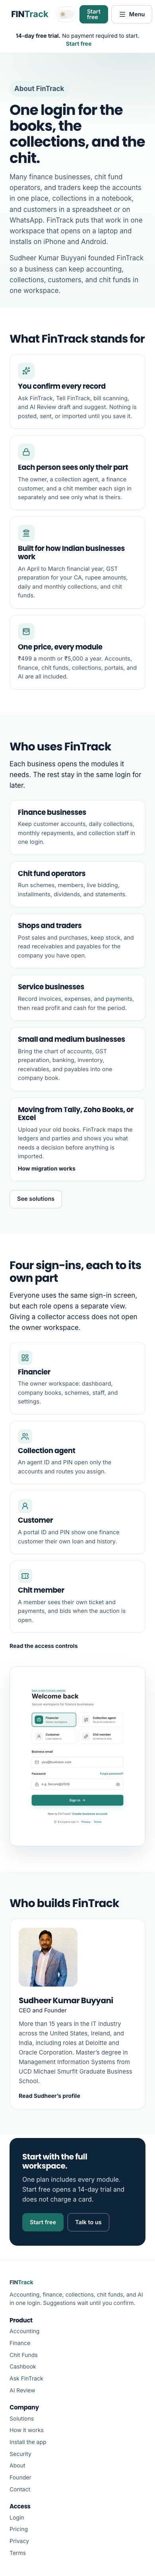 FINTrack
Start free
Menu
14-day free trial. No payment required to start.
Start free
About FinTrack
One login for the
books, the
collections, and the
chit.
Many finance businesses, chit fund
operators, and traders keep the accounts
in one place, collections in a notebook,
and customers in a spreadsheet or on
WhatsApp. FinTrack puts that work in one
workspace that opens in a browser and
installs on iPhone and Android.
Sudheer Kumar Buyyani founded FinTrack
so a business can keep accounting,
collections, customers, and chit funds in
one workspace.
What FinTrack stands for
You confirm every record
Ask FinTrack, Tell FinTrack, bill scanning,
and AI Review draft and suggest. Nothing is
posted, sent, or imported until you save it.
Each person sees only their part
The owner, a collection agent, a finance
customer, and a chit member each sign in
separately and see only what is theirs.
Built for how Indian businesses
work
An April to March financial year, GST
preparation for your CA, rupee amounts,
daily and monthly collections, and chit
funds.
One price, every module
₹499 a month or ₹5,000 a year. Accounts,
finance, chit funds, collections, portals, and
AI are all included.
Who uses FinTrack
Each business opens the modules it
needs. The rest stay in the same login for
later.
Finance businesses
Keep customer accounts, daily collections,
monthly repayments, and collection staff in
one login.
Chit fund operators
Run schemes, members, live bidding,
installments, dividends, and statements.
Shops and traders
Post sales and purchases, keep stock, and
read receivables and payables for the
company you have open.
Service businesses
Record invoices, expenses, and payments,
then read profit and cash for the period.
Small and medium businesses
Bring the chart of accounts, GST
preparation, banking, inventory,
receivables, and payables into one
company book.
Moving from Tally, Zoho Books, or
Excel
Upload your old books. FinTrack maps the
ledgers and parties and shows you what
needs a decision before anything is
imported.
How migration works
See solutions
Four sign-ins, each to its
own part
Everyone uses the same sign-in screen,
but each role opens a separate view.
Giving a collector access does not open
the owner workspace.
Financier
The owner workspace: dashboard,
company books, schemes, staff, and
settings.
Collection agent
An agent ID and PIN open only the
accounts and routes you assign.
Customer
A portal ID and PIN show one finance
customer their own loan and history.
Chit member
A member sees their own ticket and
payments, and bids when the auction is
open.
Read the access controls
Welcome back
Financier
Collection agent
Customer
Chit member
Business email
Password
Forgot password?
Sign in
Who builds FinTrack
Sudheer Kumar Buyyani
CEO and Founder
More than 15 years in the IT industry
across the United States, Ireland, and
India, including roles at Deloitte and
Oracle Corporation. Master's degree in
Management Information Systems from
UCD Michael Smurfit Graduate Business
School.
Read Sudheer's profile
Start with the full
workspace.
One plan includes every module.
Start free opens a 14-day trial and
does not charge a card.
Start free
Talk to us
FINTrack
Accounting, finance, collections, chit funds, and AI
in one login. Suggestions wait until you confirm.
Product
Accounting
Finance
Chit Funds
Cashbook
Ask FinTrack
AI Review
Company
Solutions
How it works
Install the app
Security
About
Founder
Contact
Access
Login
Pricing
Privacy
Terms